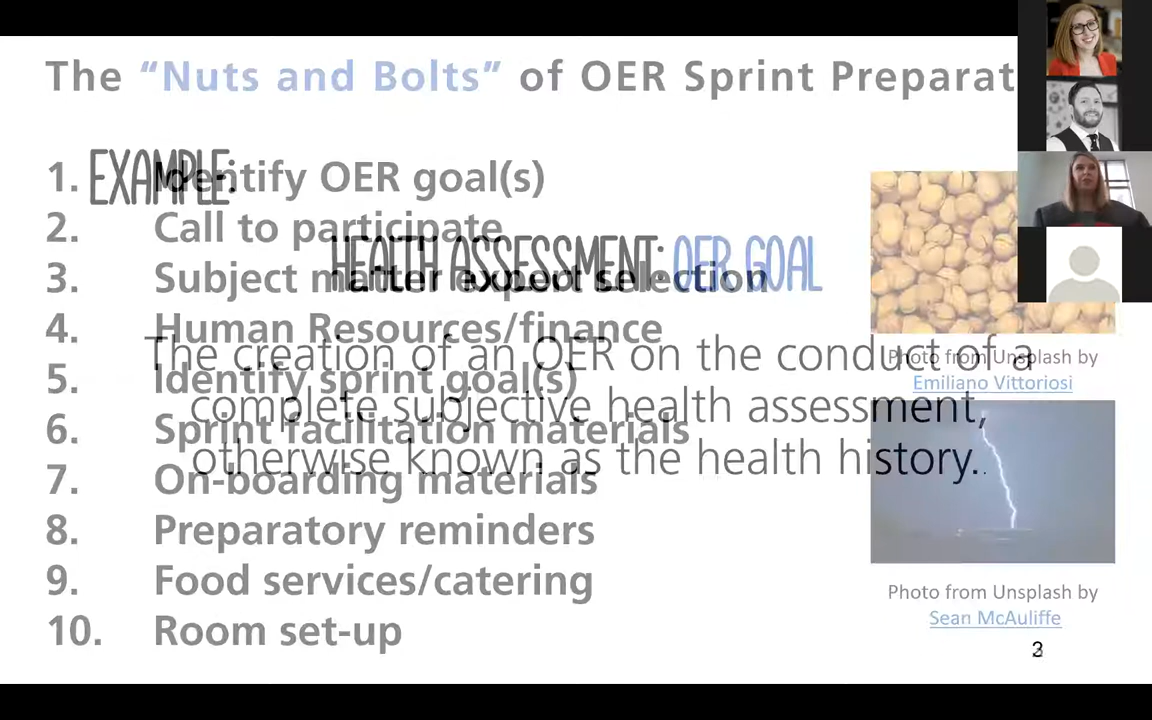 The “Nuts and Bolts” of OER Sprint Preparat
1. Identify OER goal(s)
2. Call to participate
3. Subject matter expert selection
4. Human Resources/finance
5. Identify sprint goal(s)
6. Sprint facilitation materials
7. On-boarding materials
8. Preparatory reminders
9. Food services/catering
10. Room set-up
EXAMPLE:
HEALTH ASSESSMENT: OER GOAL
The creation of an OER on the conduct of a
complete subjective health assessment,
otherwise known as the health history.
Photo from Unsplash by
Emiliano Vittoriosi
Photo from Unsplash by
Sean McAuliffe